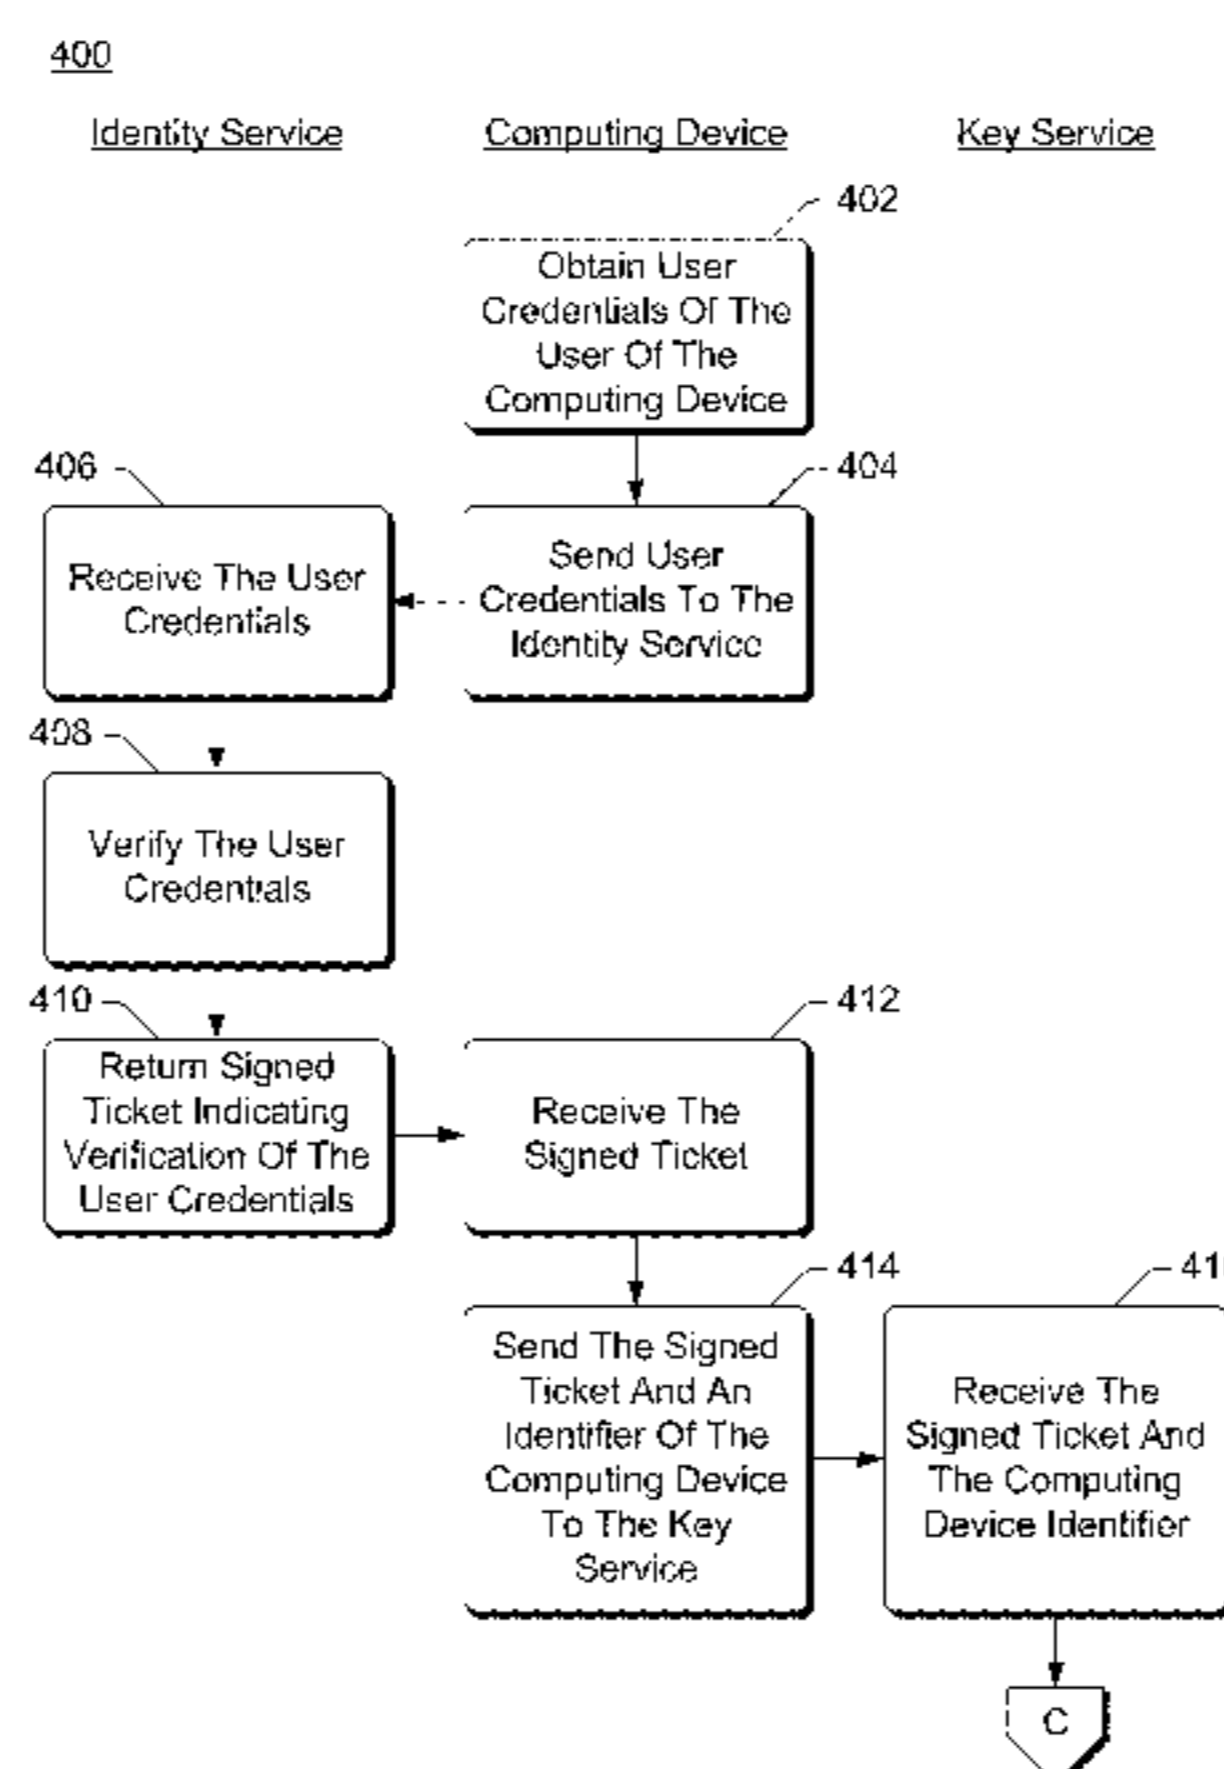 400
Identity Service
Computing Device
Key Service
402
Obtain User
Credentials Of The
User Of The
Computing Device
406
404
Receive The User
Credentials
Send User
Credentials To The
Identity Service
408
Verify The User
Credentials
410
412
Return Signed
Ticket Indicating
Verification Of The
User Credentials
Receive The
Signed Ticket
414
Send The Signed
Ticket And An
Identifier Of The
Computing Device
To The Key
Service
Receive The
Signed Ticket And
The Computing
Device Identifier
C